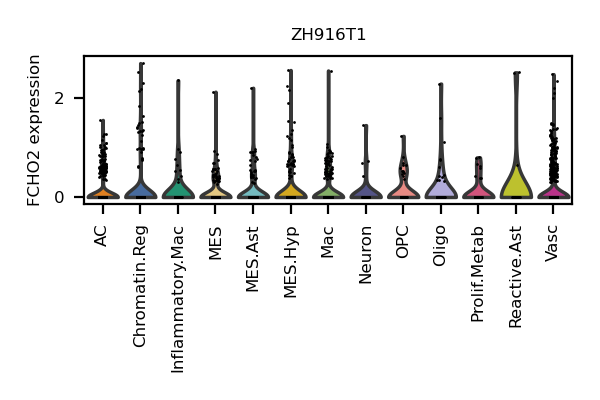 ZH916T1
FCHO2 expression
2
0
AC
Chromatin.Reg
Inflammatory.Mac
MES
MES.Ast
MES.Hyp
Mac
Neuron
OPC
Oligo
Prolif.Metab
Reactive.Ast
Vasc